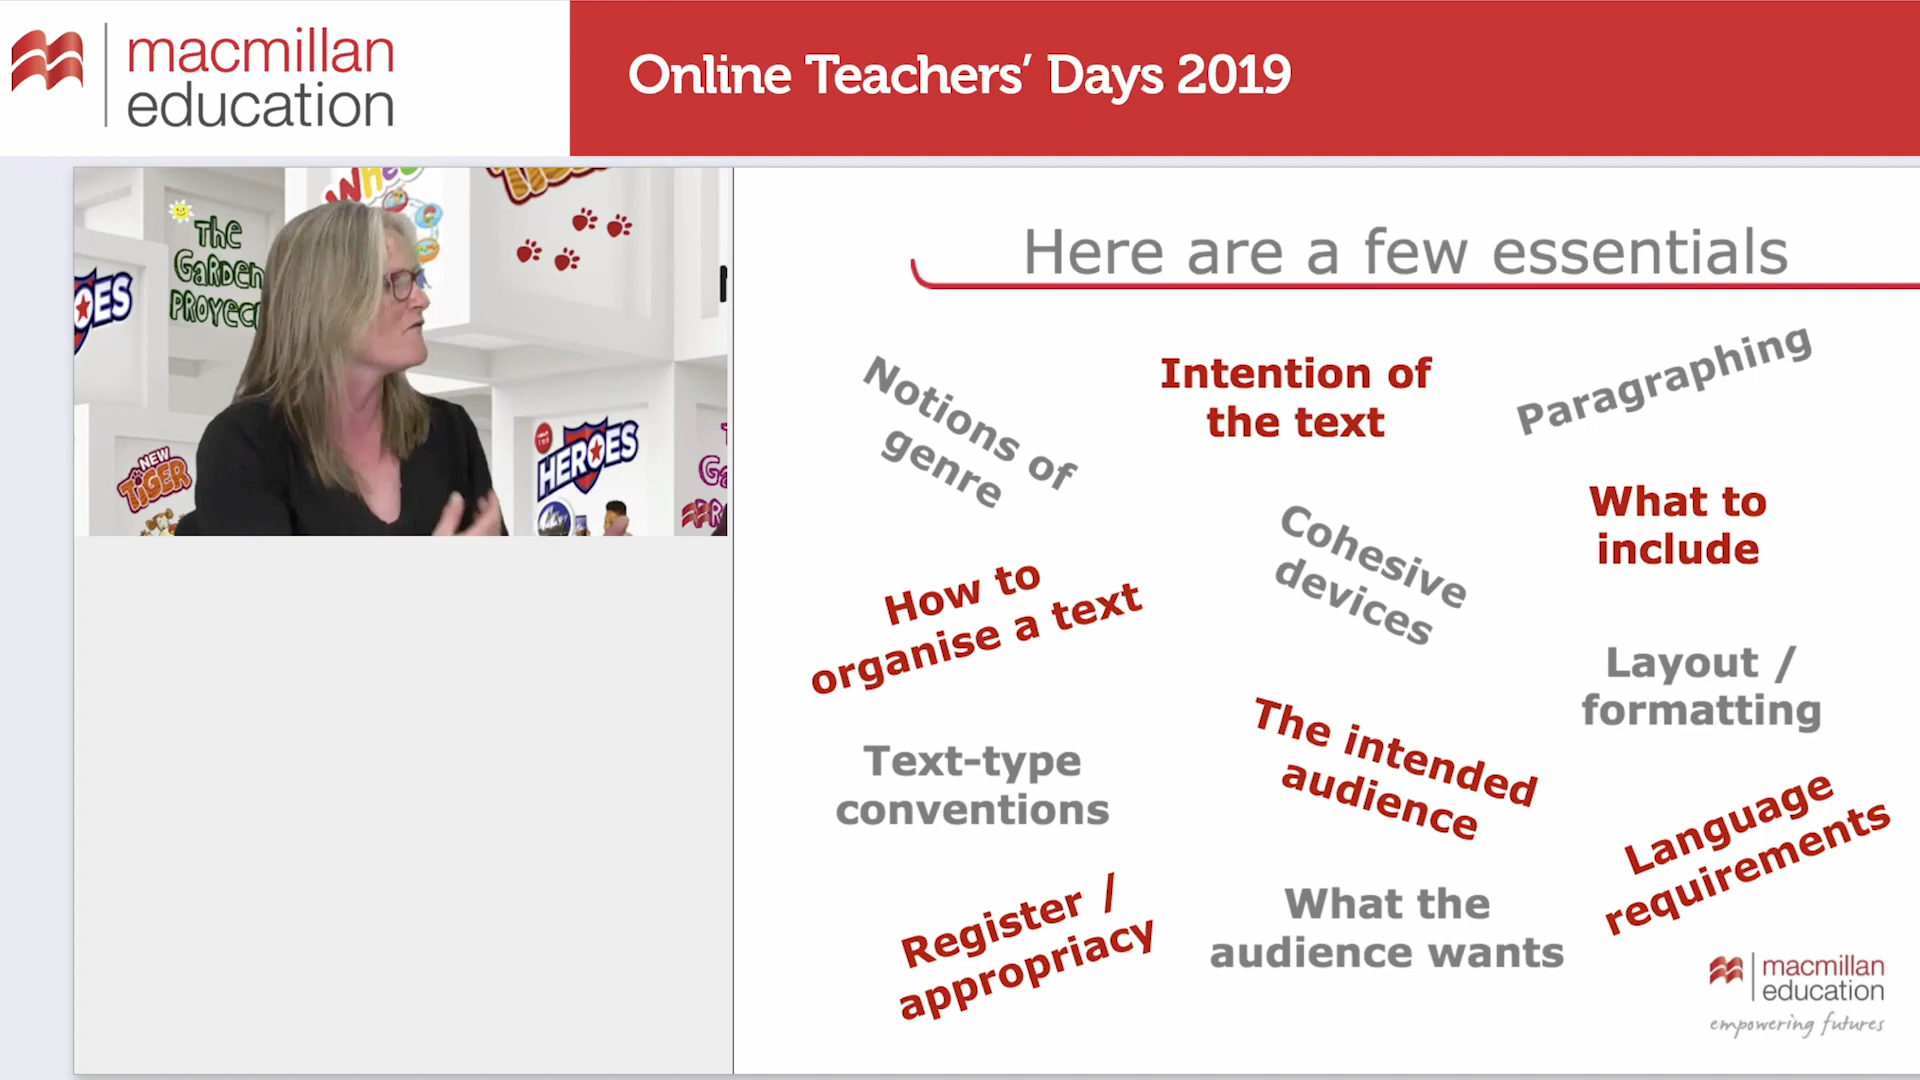 macmillan
education
Online Teachers' Days 2019
The
GaRDen
PROYEC
OES
NEW
TIGER
HEROES
Here are a few essentials
Notions of
genre
Intention of
the text
Paragraphing
What to
include
Cohesive
devices
How to
organise a text
Layout /
formatting
The intended
audience
Text-type
conventions
Language
requirements
Register /
appropriacy
What the
audience wants
macmillan
education
empowering futures